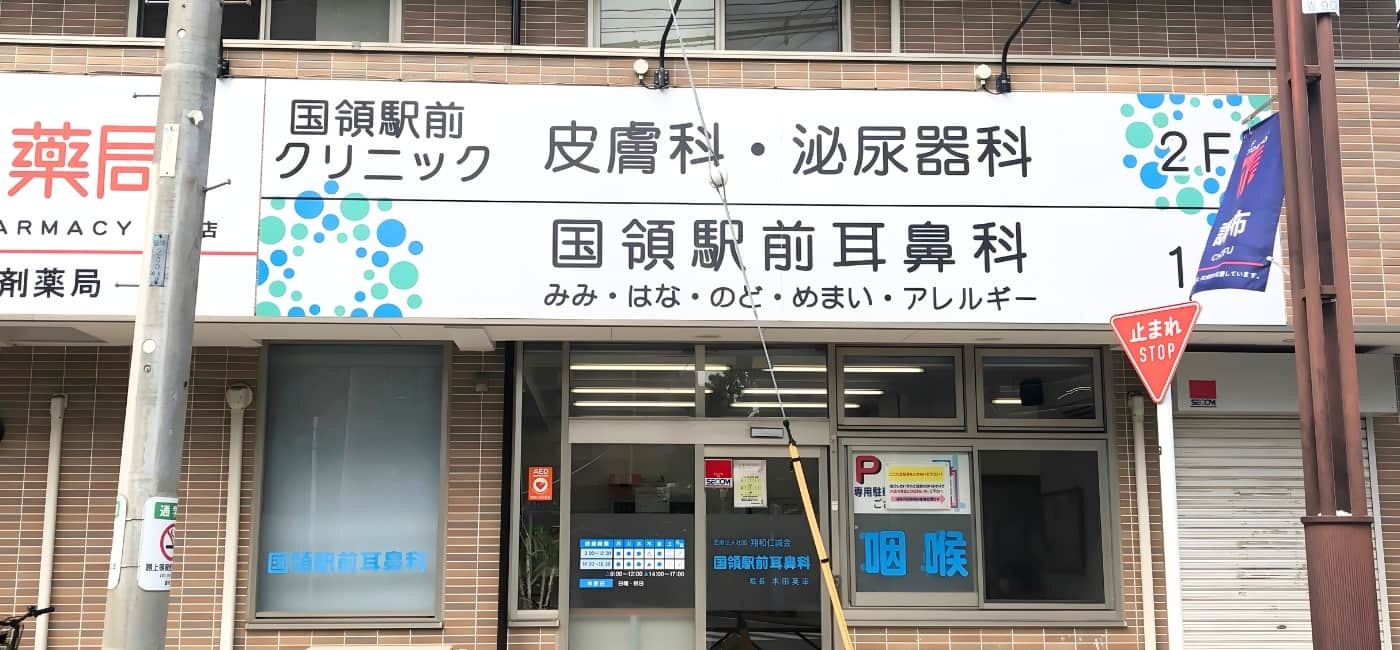 薬局
ARMACY 店
剤薬局
国領駅前
クリニック
皮膚科・泌尿器科
2F
国領駅前耳鼻科
みみ・はな・のど・めまい・アレルギー
1
布
止まれ
STOP
SECOM
AED
SECOM
P
専用駐
国領駅前耳鼻科
休診日 日曜・祝日
国領駅前耳鼻科
咽喉